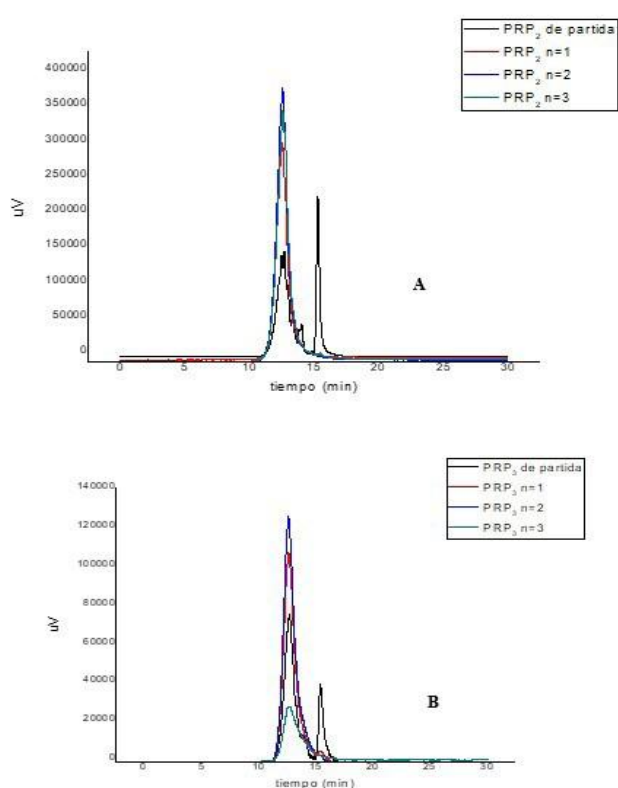 PRP₂ de partida
PRP₂ n=1
PRP₂ n=2
PRP₂ n=3
400000
350000
300000
250000
200000
150000
100000
50000
0
uV
A
0 5 10 15 20 25 30
tiempo (min)
PRP₃ de partida
PRP₃ n=1
PRP₃ n=2
PRP₃ n=3
140000
120000
100000
80000
60000
40000
20000
0
uV
B
0 5 10 15 20 25 30
tiempo (min)